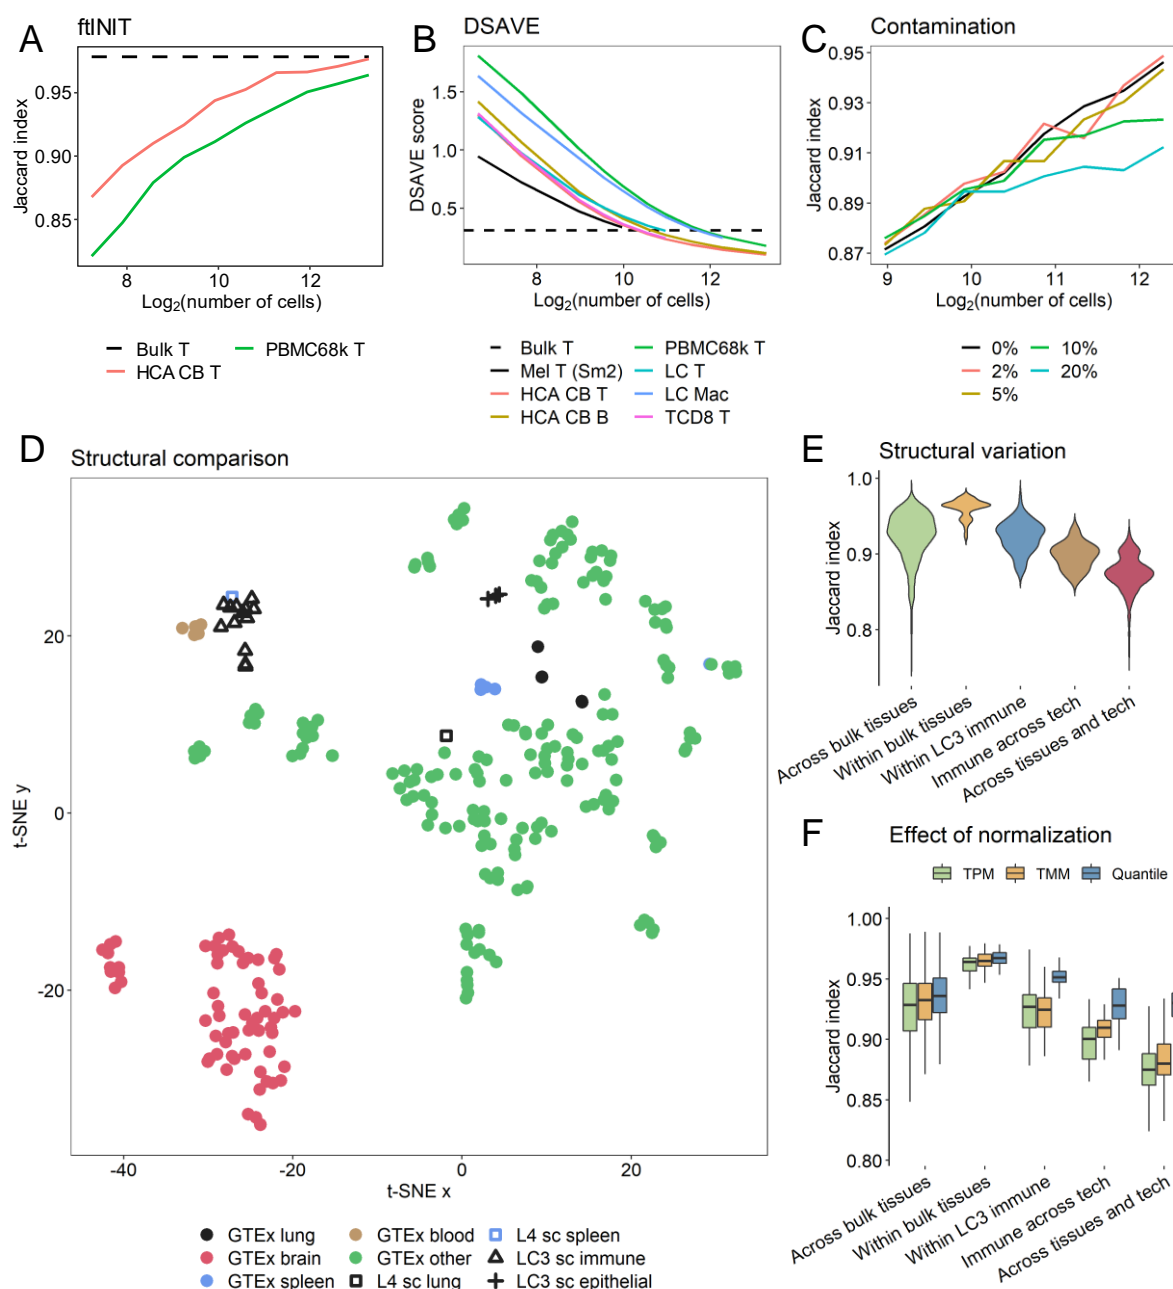 A
ftINIT
Jaccard index
0.95
0.90
0.85
8
10
12
Log2(number of cells)
Bulk T
PBMC68k T
HCA CB T
B
DSAVE
DSAVE score
1.5
1.0
0.5
8
10
12
Log2(number of cells)
Bulk T
PBMC68k T
Mel T (Sm2)
LC T
HCA CB T
LC Mac
HCA CB B
TCD8 T
C
Contamination
Jaccard index
0.95
0.93
0.91
0.89
0.87
9
10
11
12
Log2(number of cells)
0%
10%
2%
20%
5%
D
Structural comparison
t-SNE y
20
0
-20
-40
-20
0
20
t-SNE x
GTEx lung
GTEx blood
L4 sc spleen
GTEx brain
GTEx other
LC3 sc immune
GTEx spleen
L4 sc lung
LC3 sc epithelial
E
Structural variation
Jaccard index
1.0
0.9
0.8
Across bulk tissues
Within bulk tissues
Within LC3 immune
Immune across tech
Across tissues and tech
F
Effect of normalization
TPM
TMM
Quantile
Jaccard index
1.00
0.95
0.90
0.85
0.80
Across bulk tissues
Within bulk tissues
Within LC3 immune
Immune across tech
Across tissues and tech